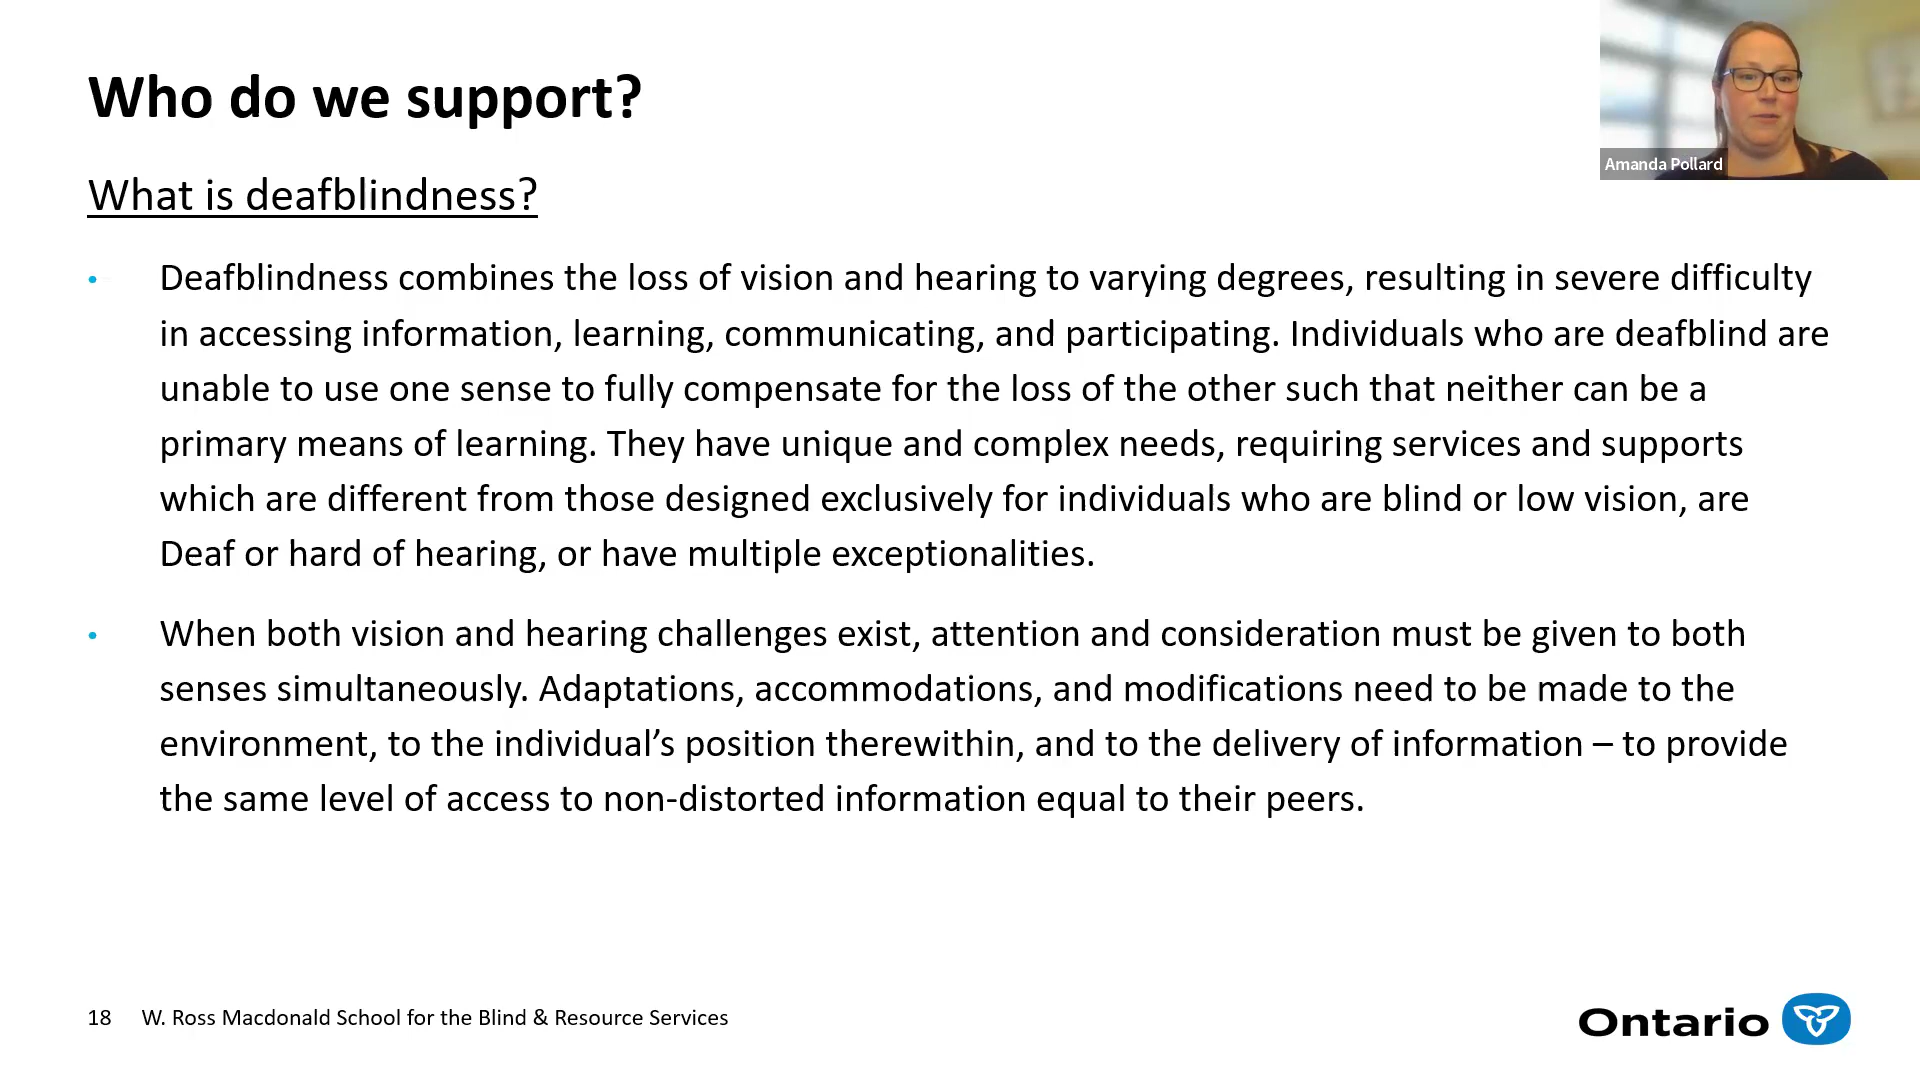 Who do we support?
Amanda Pollard
What is deafblindness?
• Deafblindness combines the loss of vision and hearing to varying degrees, resulting in severe difficulty
in accessing information, learning, communicating, and participating. Individuals who are deafblind are
unable to use one sense to fully compensate for the loss of the other such that neither can be a
primary means of learning. They have unique and complex needs, requiring services and supports
which are different from those designed exclusively for individuals who are blind or low vision, are
Deaf or hard of hearing, or have multiple exceptionalities.
• When both vision and hearing challenges exist, attention and consideration must be given to both
senses simultaneously. Adaptations, accommodations, and modifications need to be made to the
environment, to the individual’s position therewithin, and to the delivery of information – to provide
the same level of access to non-distorted information equal to their peers.
18 W. Ross Macdonald School for the Blind & Resource Services
Ontario